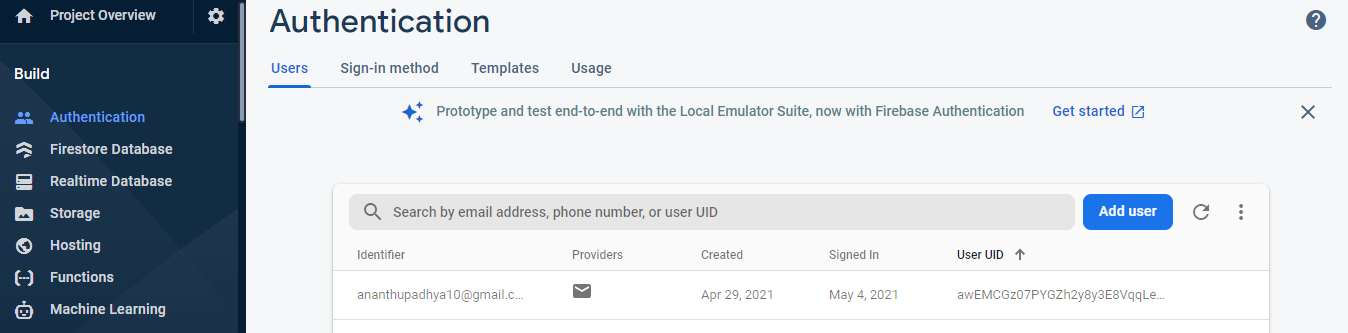 Project Overview
Build
Authentication
Firestore Database
Realtime Database
Storage
Hosting
Functions
Machine Learning
Authentication
Users Sign-in method Templates Usage
Prototype and test end-to-end with the Local Emulator Suite, now with Firebase Authentication Get started
Search by email address, phone number, or user UID Add user
Identifier Providers Created Signed In User UID
ananthupadhya10@gmail.c... Apr 29, 2021 May 4, 2021 awEMCGz07PYGZh2y8y3E8VqqLe...